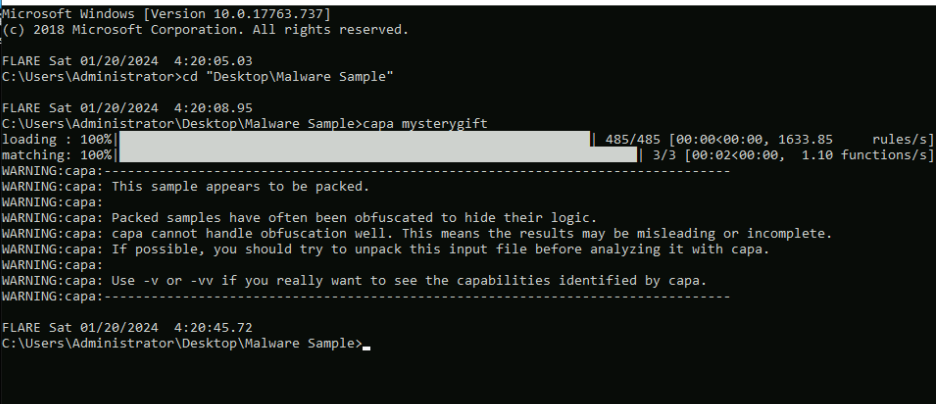 Microsoft Windows [Version 10.0.17763.737]
(c) 2018 Microsoft Corporation. All rights reserved.
FLARE Sat 01/20/2024  4:20:05.03
C:\Users\Administrator>cd "Desktop\Malware Sample"
FLARE Sat 01/20/2024  4:20:08.95
C:\Users\Administrator\Desktop\Malware Sample>capa mysterygift
loading : 100%| | 485/485 [00:00<00:00, 1633.85     rules/s]
matching: 100%| | 3/3 [00:02<00:00,  1.10 functions/s]
WARNING:capa:--------------------------------------------------------------------------------
WARNING:capa: This sample appears to be packed.
WARNING:capa:
WARNING:capa: Packed samples have often been obfuscated to hide their logic.
WARNING:capa: capa cannot handle obfuscation well. This means the results may be misleading or incomplete.
WARNING:capa: If possible, you should try to unpack this input file before analyzing it with capa.
WARNING:capa:
WARNING:capa: Use -v or -vv if you really want to see the capabilities identified by capa.
WARNING:capa:--------------------------------------------------------------------------------
FLARE Sat 01/20/2024  4:20:45.72
C:\Users\Administrator\Desktop\Malware Sample>